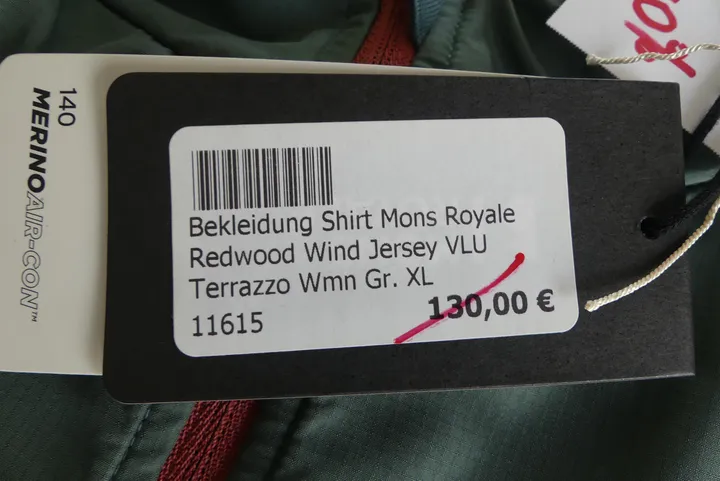 140
MERINOAIR-CON™
Bekleidung Shirt Mons Royale
Redwood Wind Jersey VLU
Terrazzo Wmn Gr. XL
11615
130,00 €